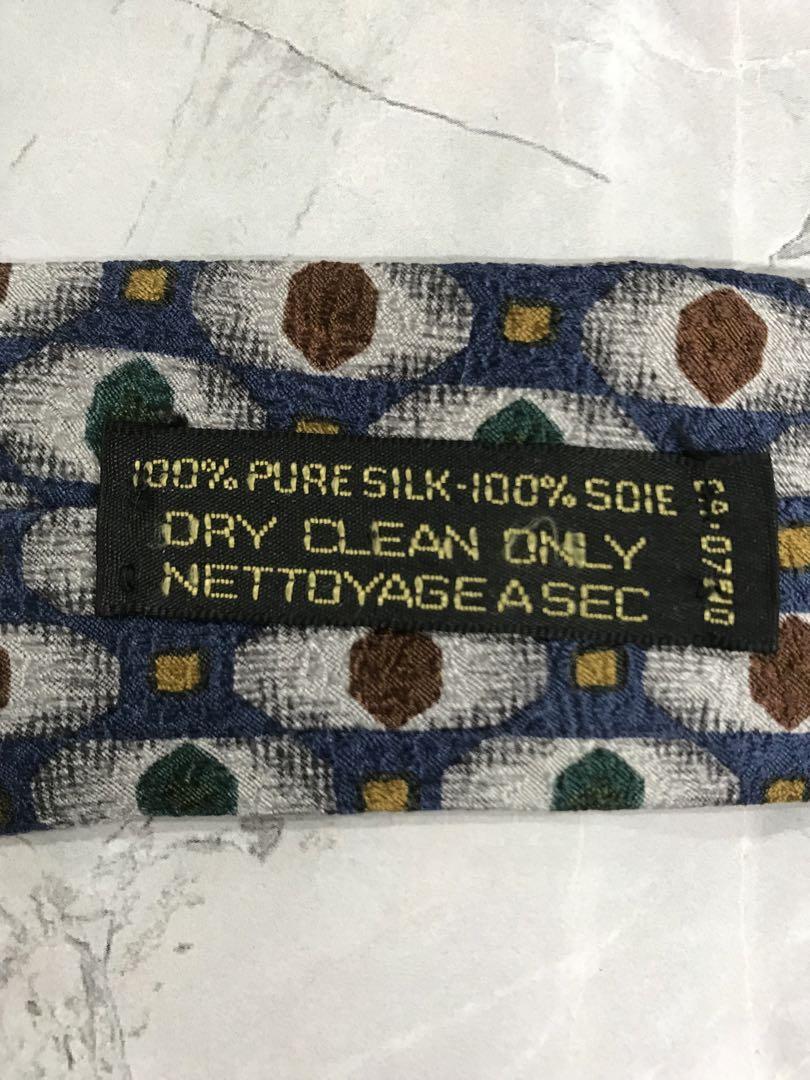 100% PURE SILK-100% SOIE
DRY CLEAN ONLY
NETTOYAGE A SEC